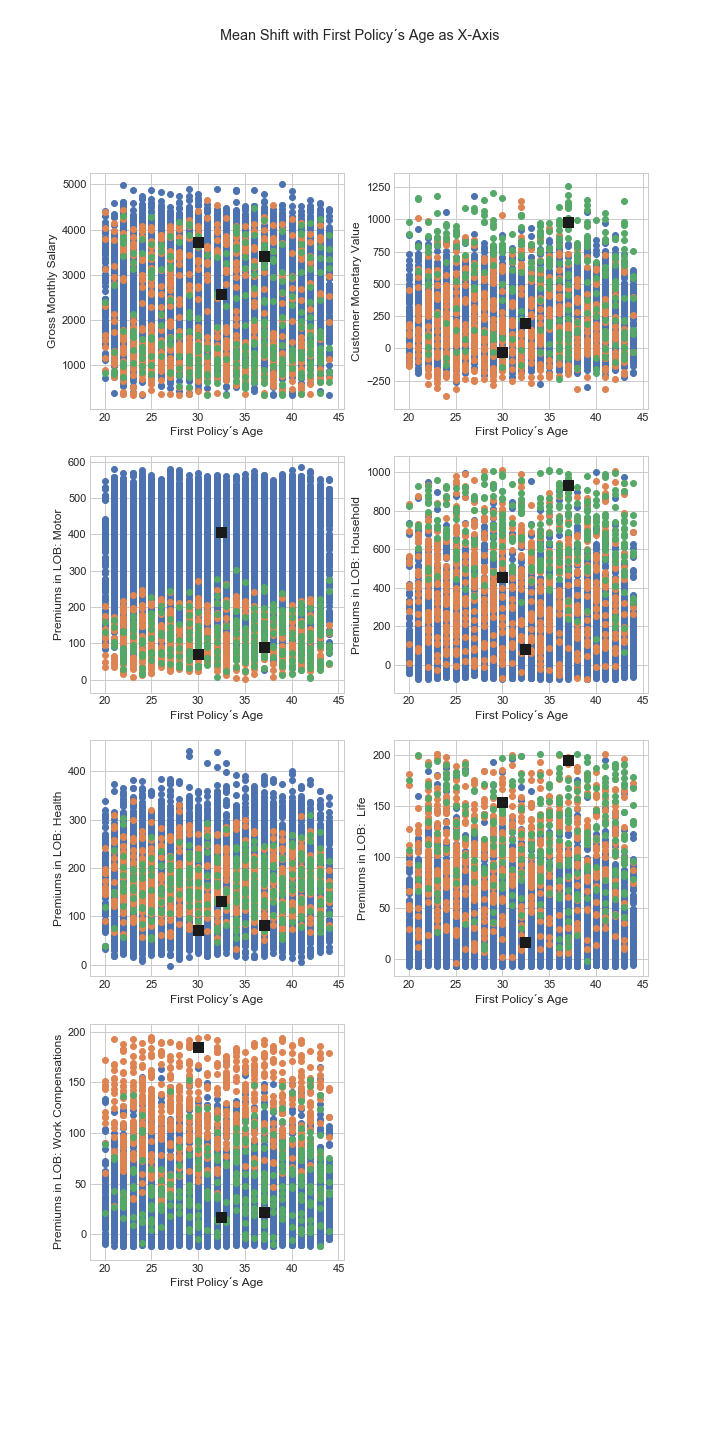 Mean Shift with First Policy´s Age as X-Axis
5000
4000
3000
2000
1000
Gross Monthly Salary
20 25 30 35 40 45
First Policy´s Age
1250
1000
750
500
250
0
−250
Customer Monetary Value
20 25 30 35 40 45
First Policy´s Age
600
500
400
300
200
100
0
Premiums in LOB: Motor
20 25 30 35 40 45
First Policy´s Age
1000
800
600
400
200
0
Premiums in LOB: Household
20 25 30 35 40 45
First Policy´s Age
400
300
200
100
0
Premiums in LOB: Health
20 25 30 35 40 45
First Policy´s Age
200
150
100
50
0
Premiums in LOB: Life
20 25 30 35 40 45
First Policy´s Age
200
150
100
50
0
Premiums in LOB: Work Compensations
20 25 30 35 40 45
First Policy´s Age